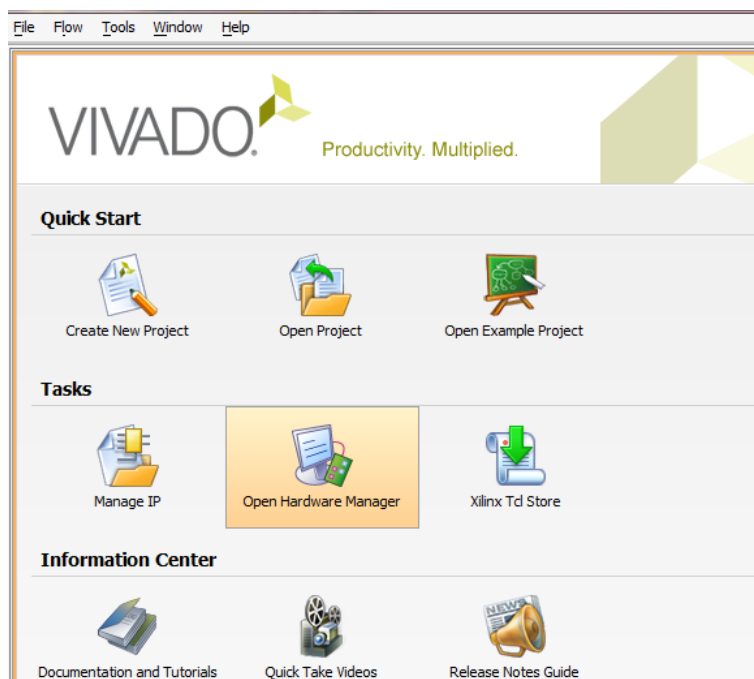 File Flow Tools Window Help
VIVADO.
Productivity. Multiplied.
Quick Start
Create New Project
Open Project
Open Example Project
Tasks
Manage IP
Open Hardware Manager
Xilinx Tcl Store
Information Center
NEWS
Documentation and Tutorials
Quick Take Videos
Release Notes Guide